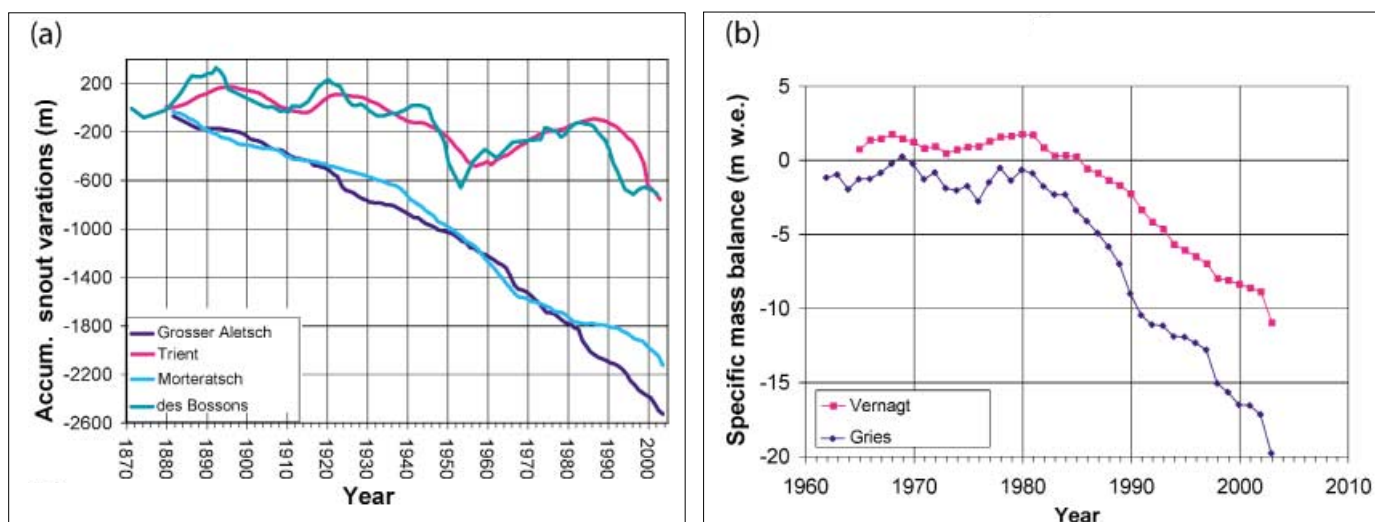 (a)
Accum. snout varations (m)
200
-200
-600
-1000
-1400
-1800
-2200
-2600
Grosser Aletsch
Trient
Morteratsch
des Bossons
1870
1880
1890
1900
1910
1920
1930
1940
1950
1960
1970
1980
1990
2000
Year
(b)
Specific mass balance (m w.e.)
5
0
-5
-10
-15
-20
Vernagt
Gries
1960
1970
1980
1990
2000
2010
Year